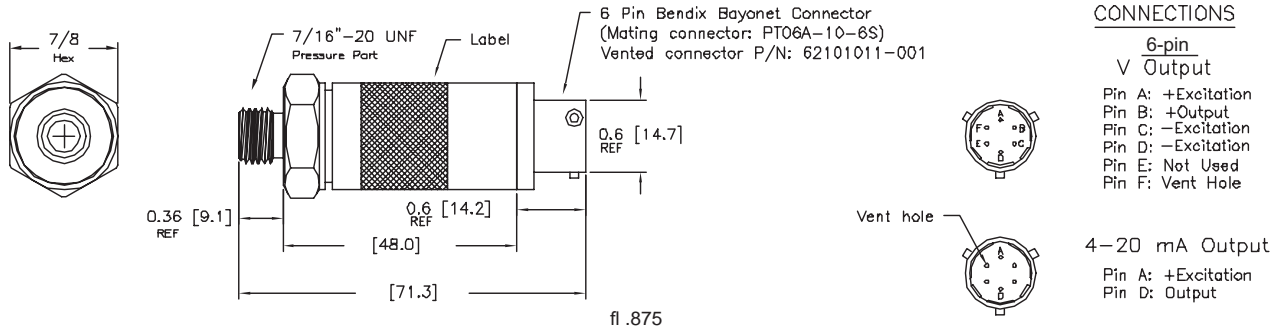 7/8
Hex
7/16"-20 UNF
Pressure Port
Label
6 Pin Bendix Bayonet Connector
(Mating connector: PT06A-10-6S)
Vented connector P/N: 62101011-001
0.6 [14.7]
REF
0.36 [9.1]
REF
0.6 [14.2]
REF
[48.0]
[71.3]
fl .875
CONNECTIONS
6-pin
V Output
Pin A: +Excitation
Pin B: +Output
Pin C: -Excitation
Pin D: -Excitation
Pin E: Not Used
Pin F: Vent Hole
A
F B
E C
D
Vent hole
A
D
4-20 mA Output
Pin A: +Excitation
Pin D: Output